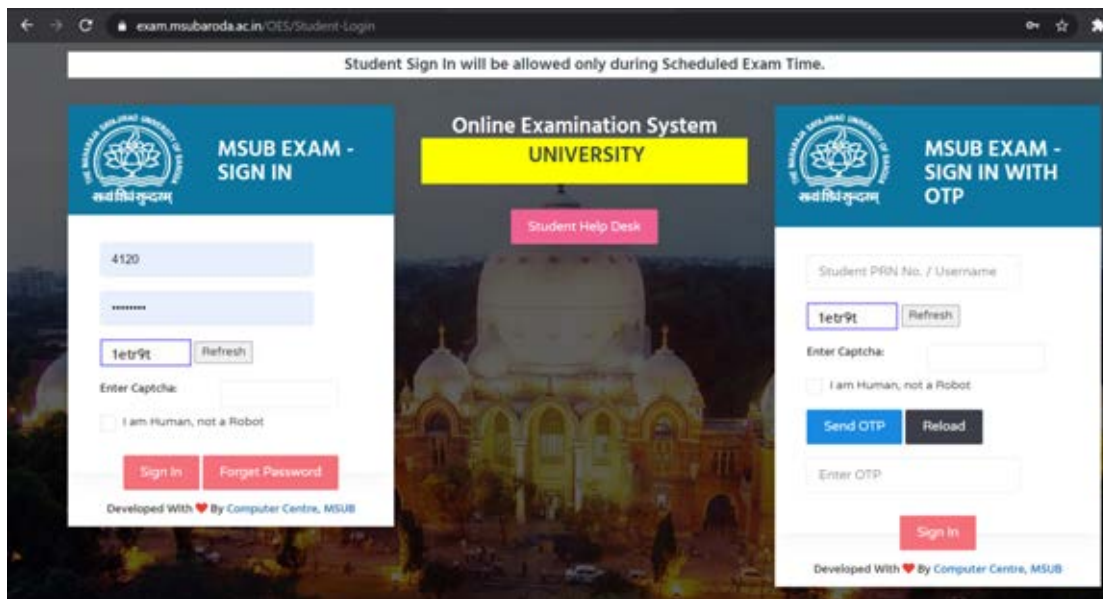 exam.msubaroda.ac.in/OES/Student-Login
Student Sign In will be allowed only during Scheduled Exam Time.
MSUB EXAM -
SIGN IN
4120
1etr9t
Refresh
Enter Captcha:
I am Human, not a Robot
Sign In
Forget Password
Developed With ❤ By Computer Centre, MSUB
Online Examination System
UNIVERSITY
Student Help Desk
MSUB EXAM -
SIGN IN WITH
OTP
Student PRN No. / Username
1etr9t
Refresh
Enter Captcha:
I am Human, not a Robot
Send OTP
Reload
Enter OTP
Sign In
Developed With ❤ By Computer Centre, MSUB